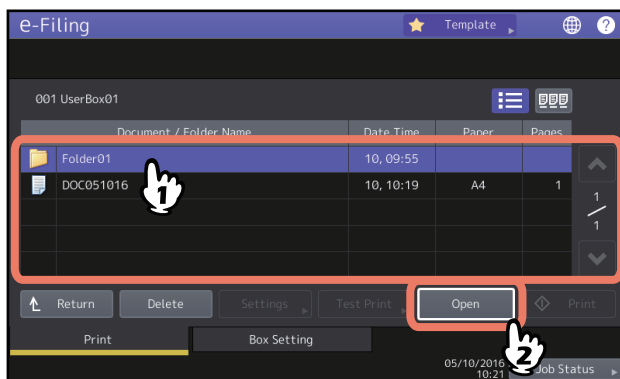 e-Filing Template ?
001 UserBox01
Document / Folder Name Date Time Paper Pages
Folder01 10, 09:55
DOC051016 10, 10:19 A4 1
1
1
1
Return Delete Settings Test Print Open Print
2
Print Box Setting
05/10/2016
10:21 Job Status